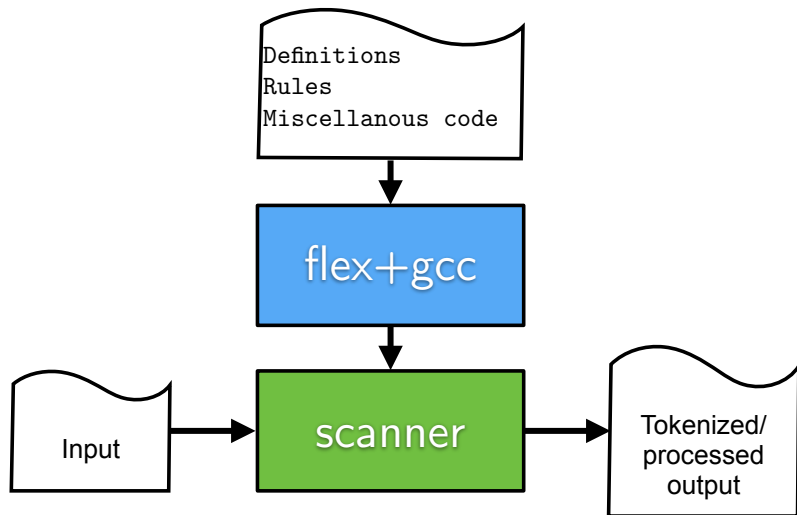 Definitions
Rules
Miscellanous code
flex+gcc
Input
scanner
Tokenized/
processed
output